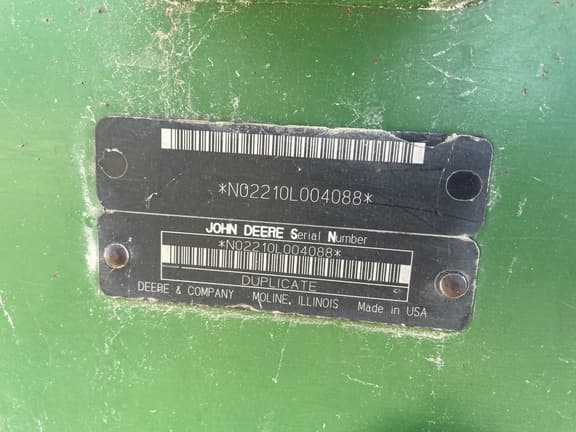 *N02210L004088*
JOHN DEERE Serial Number
*N02210L004088*
DUPLICATE
DEERE & COMPANY MOLINE, ILLINOIS Made in USA